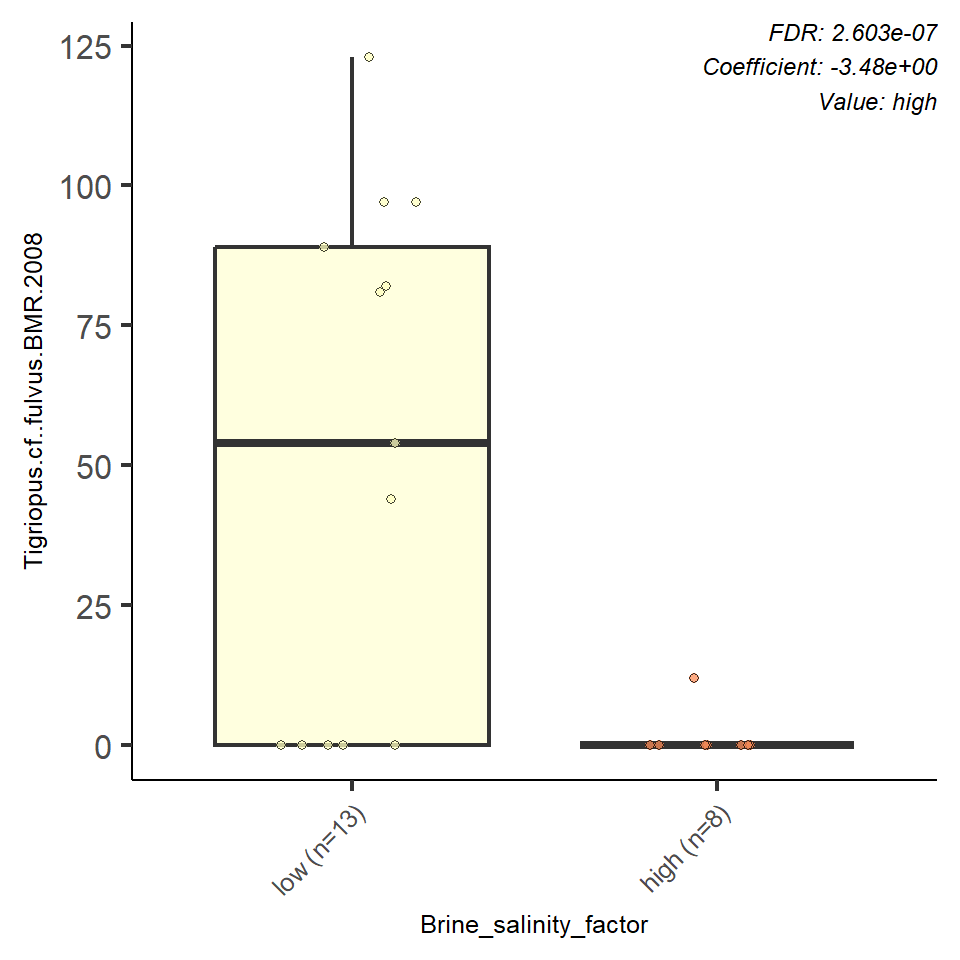 FDR: 2.603e-07
Coefficient: -3.48e+00
Value: high
125
100
75
50
25
0
Tigriopus.cf..fulvus.BMR.2008
low (n=13)
high (n=8)
Brine_salinity_factor